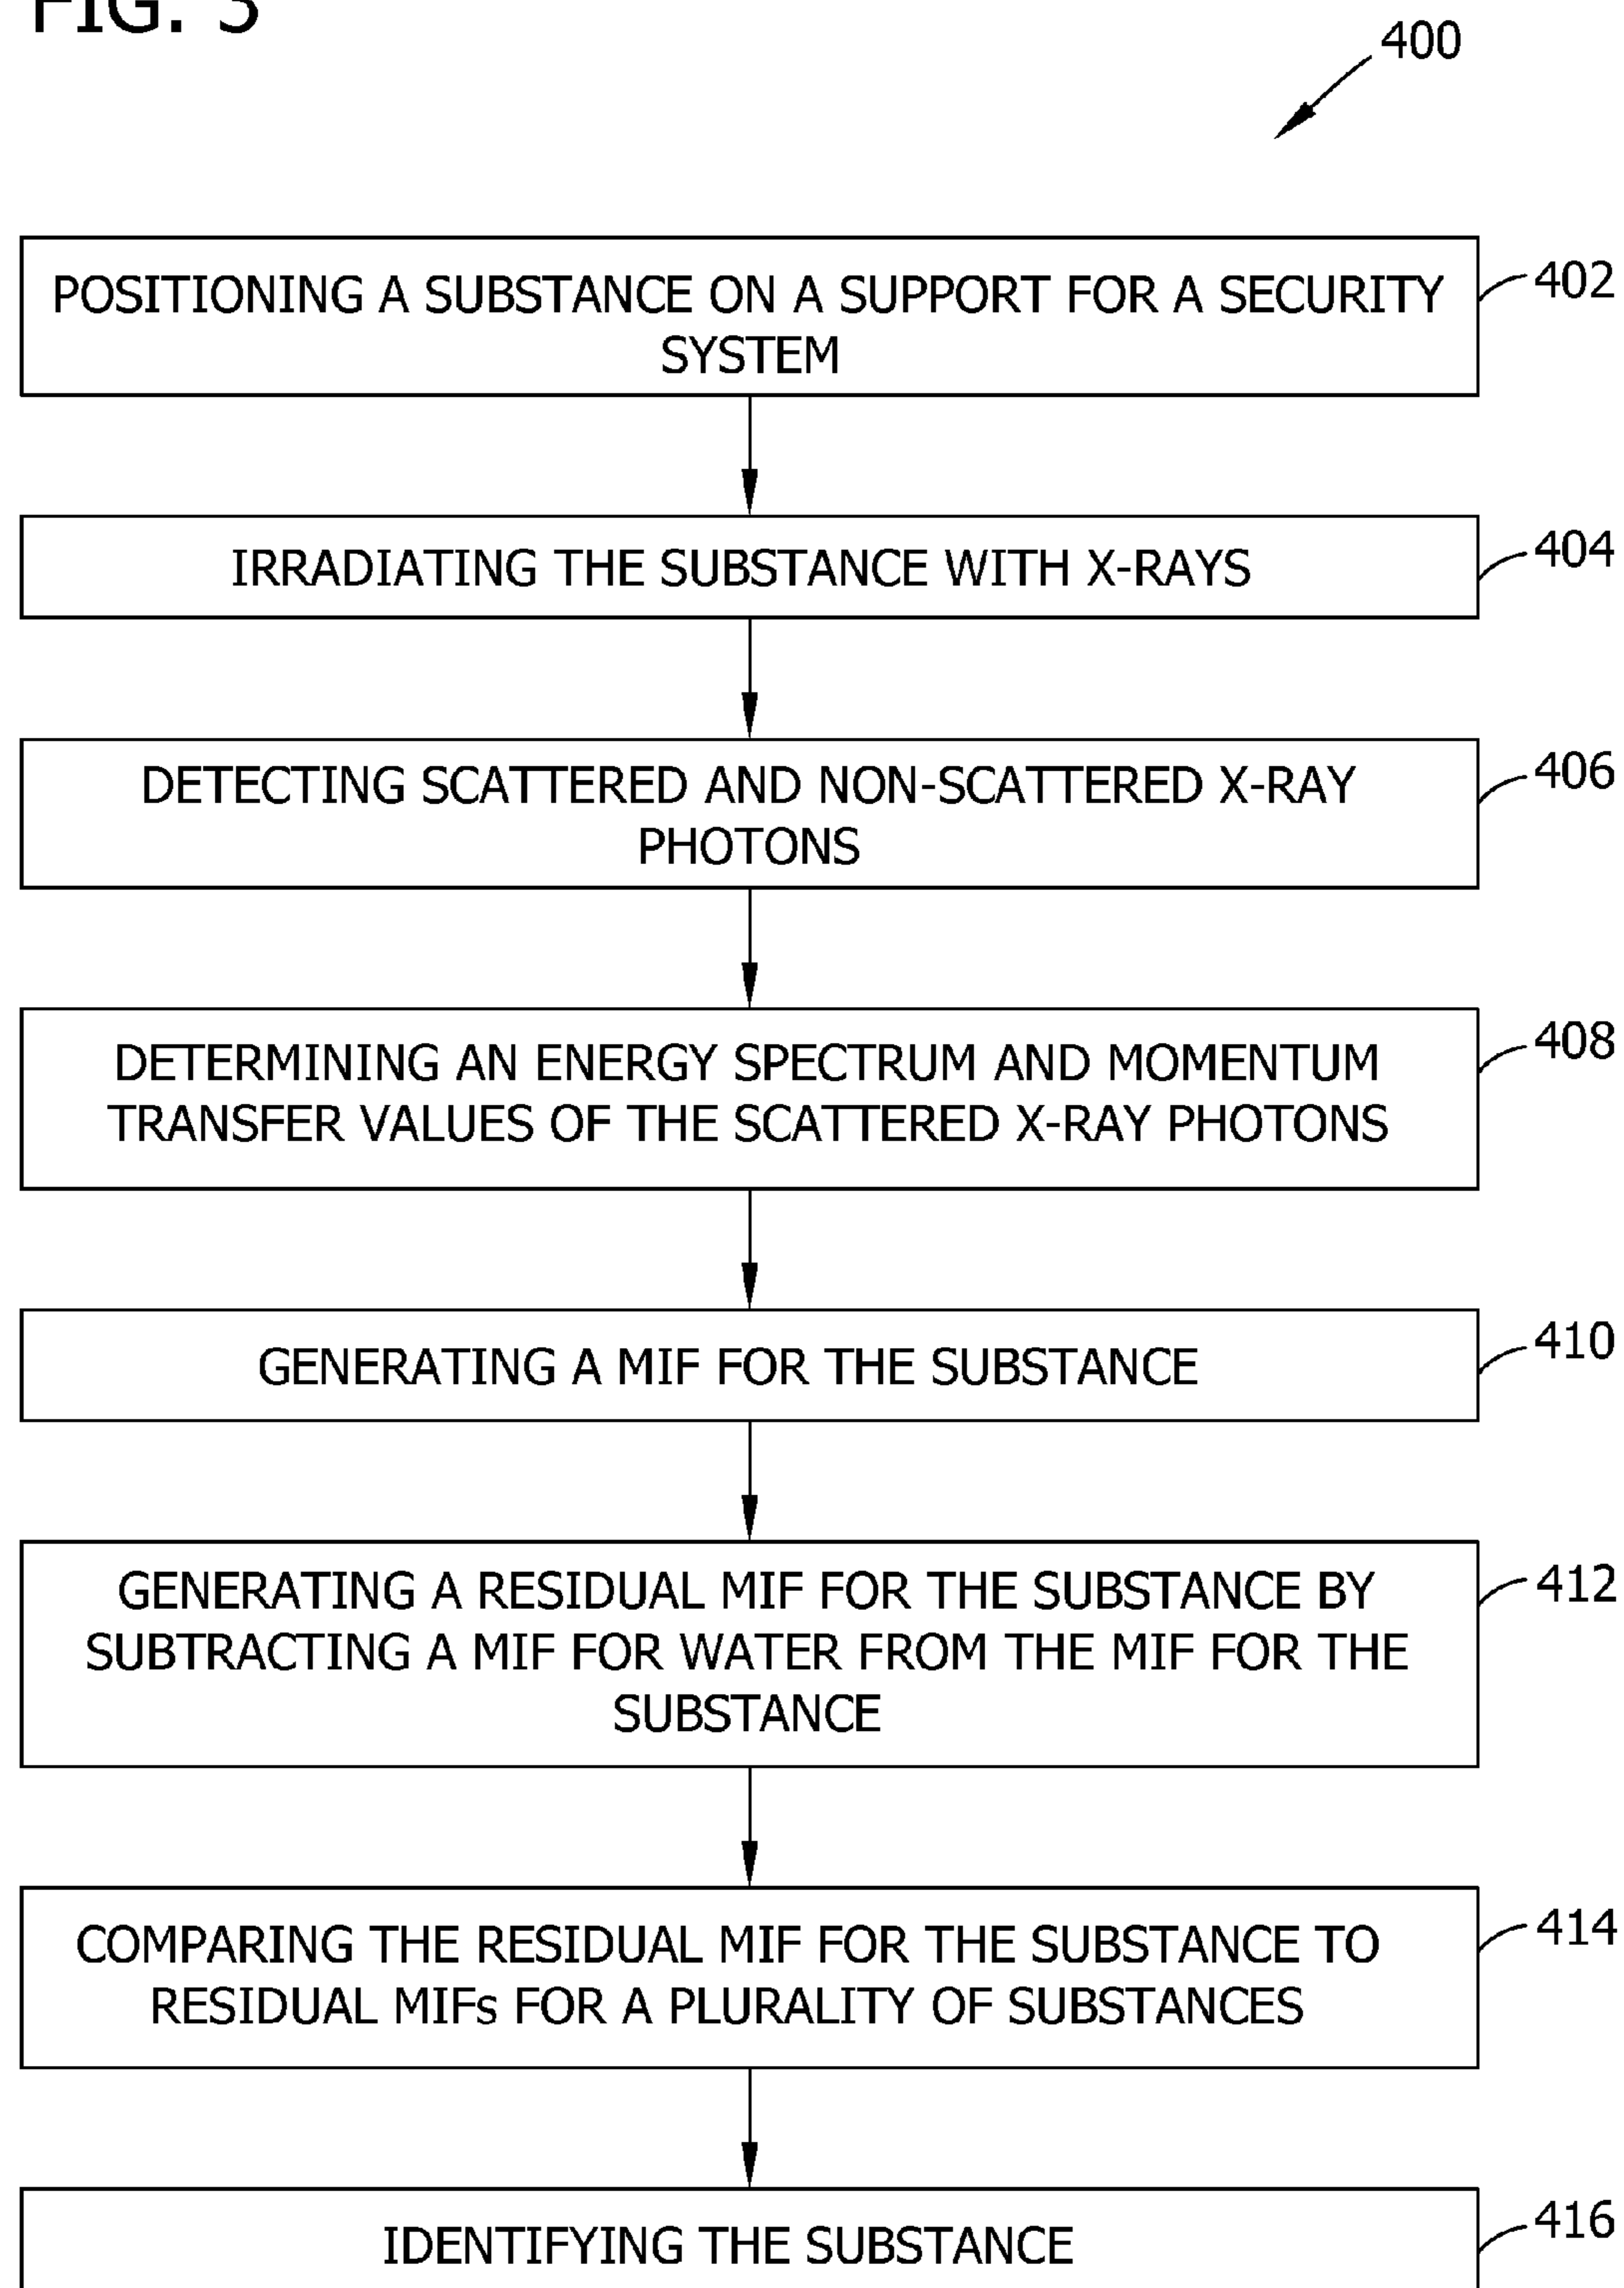 FIG. 3
400
POSITIONING A SUBSTANCE ON A SUPPORT FOR A SECURITY
SYSTEM
402
IRRADIATING THE SUBSTANCE WITH X-RAYS
404
DETECTING SCATTERED AND NON-SCATTERED X-RAY
PHOTONS
406
DETERMINING AN ENERGY SPECTRUM AND MOMENTUM
TRANSFER VALUES OF THE SCATTERED X-RAY PHOTONS
408
GENERATING A MIF FOR THE SUBSTANCE
410
GENERATING A RESIDUAL MIF FOR THE SUBSTANCE BY
SUBTRACTING A MIF FOR WATER FROM THE MIF FOR THE
SUBSTANCE
412
COMPARING THE RESIDUAL MIF FOR THE SUBSTANCE TO
RESIDUAL MIFs FOR A PLURALITY OF SUBSTANCES
414
IDENTIFYING THE SUBSTANCE
416